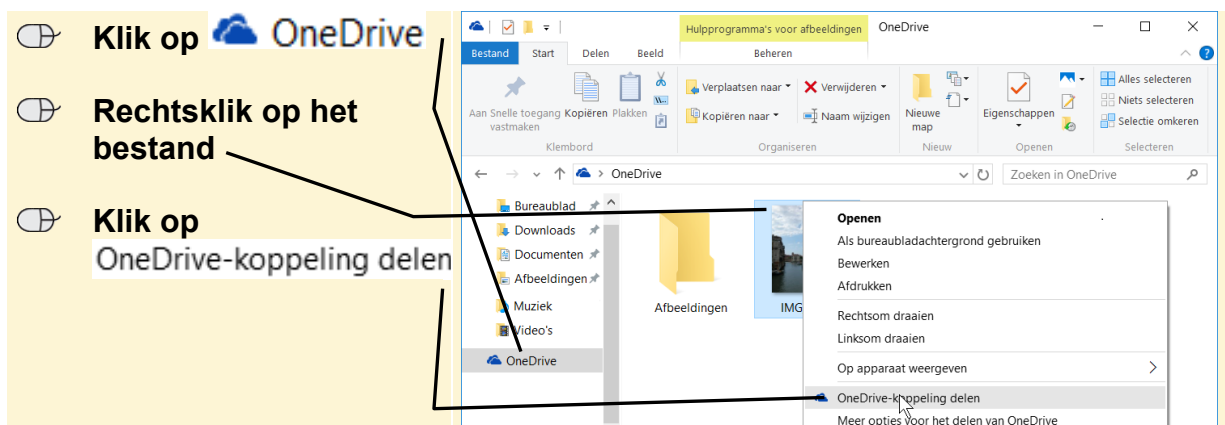 Klik op OneDrive
Rechtsklik op het
bestand
Klik op
OneDrive-koppeling delen
Hulpprogramma's voor afbeeldingen OneDrive
Bestand Start Delen Beeld Beheren
Aan Snelle toegang
vastmaken
Kopiëren
Plakken
Klembord
Verplaatsen naar
Kopiëren naar
Verwijderen
Naam wijzigen
Organiseren
Nieuwe
map
Nieuw
Eigenschappen
Openen
Alles selecteren
Niets selecteren
Selectie omkeren
Selecteren
OneDrive
Zoeken in OneDrive
Bureaublad
Downloads
Documenten
Afbeeldingen
Muziek
Video's
OneDrive
Afbeeldingen
IMG
Openen
Als bureaubladachtergrond gebruiken
Bewerken
Afdrukken
Rechtsom draaien
Linksom draaien
Op apparaat weergeven
OneDrive-koppeling delen
Meer opties voor het delen van OneDrive